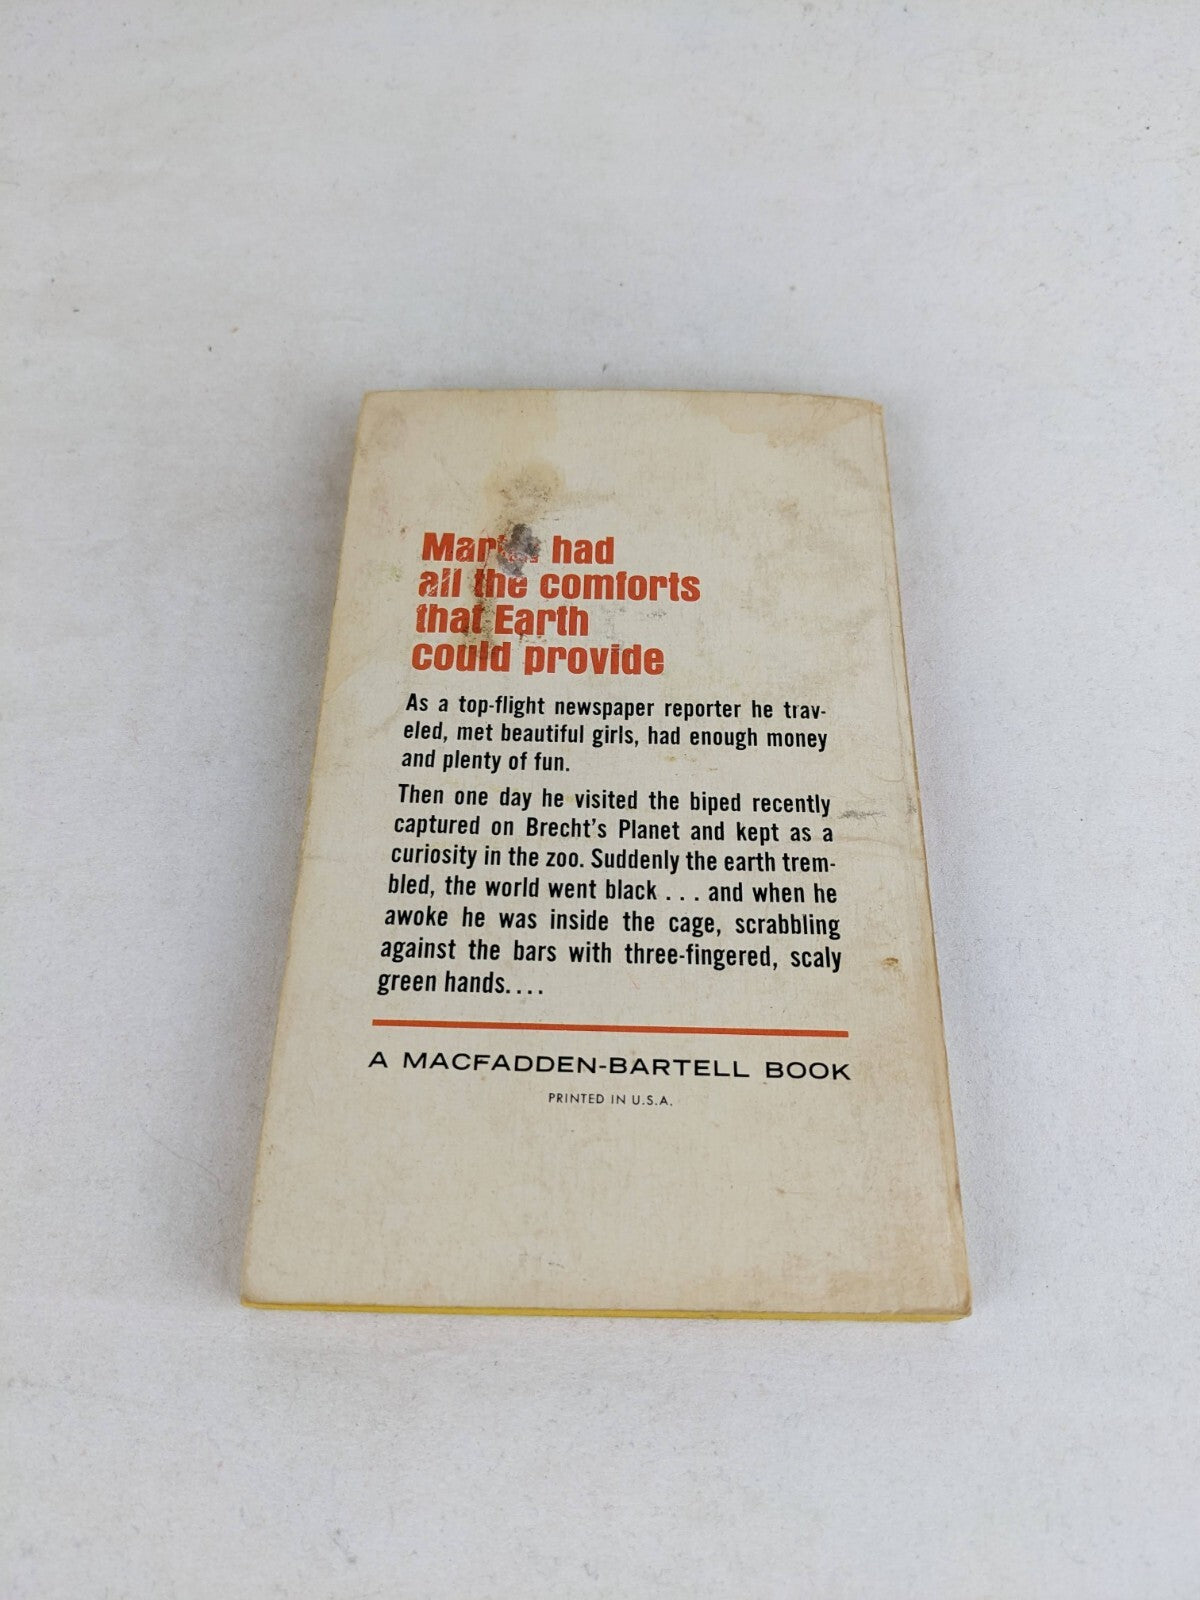 had
all the comforts
that Earth
could provide
As a top-flight newspaper reporter he trav-
eled, met beautiful girls, had enough money
and plenty of fun.
Then one day he visited the biped recently
captured on Brecht's Planet and kept as a
curiosity in the zoo. Suddenly the earth trem-
bled, the world went black . . . and when he
awoke he was inside the cage, scrabbling
against the bars with three-fingered, scaly
green hands. . . .
A MACFADDEN-BARTELL BOOK
PRINTED IN U.S.A.